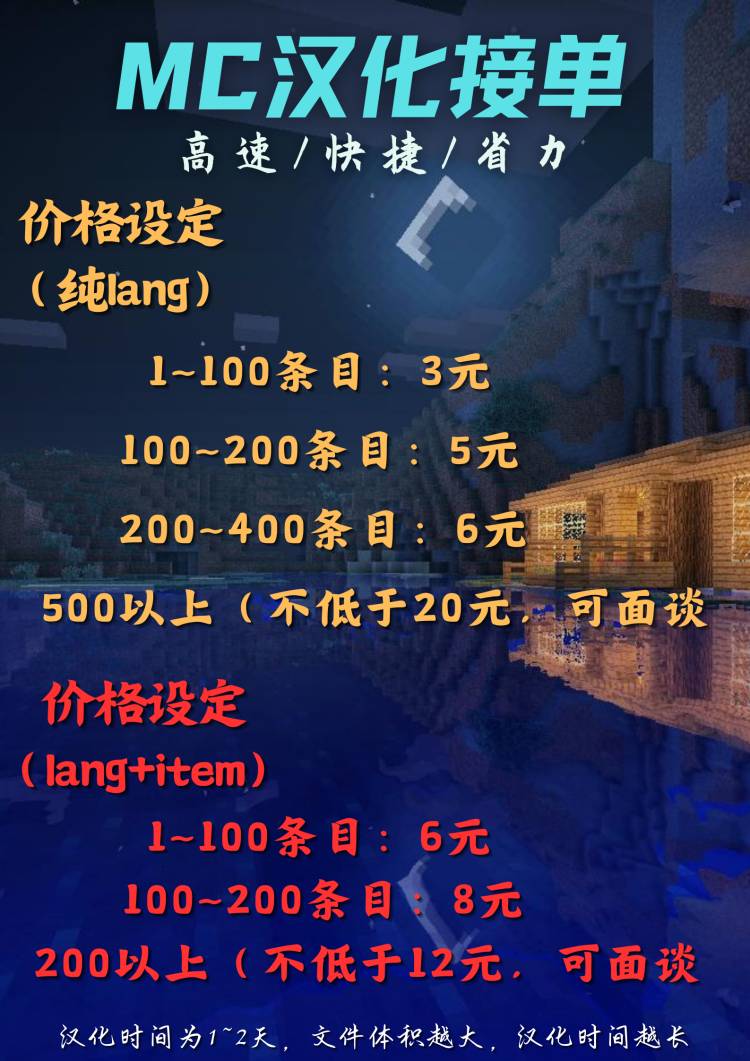 MC汉化接单
高速/快捷/省力
价格设定
（纯lang）
1~100条目：3元
100~200条目：5元
200~400条目：6元
500以上（不低于20元，可面谈
价格设定
（lang+item）
1~100条目：6元
100~200条目：8元
200以上（不低于12元，可面谈
汉化时间为1~2天，文件体积越大，汉化时间越长